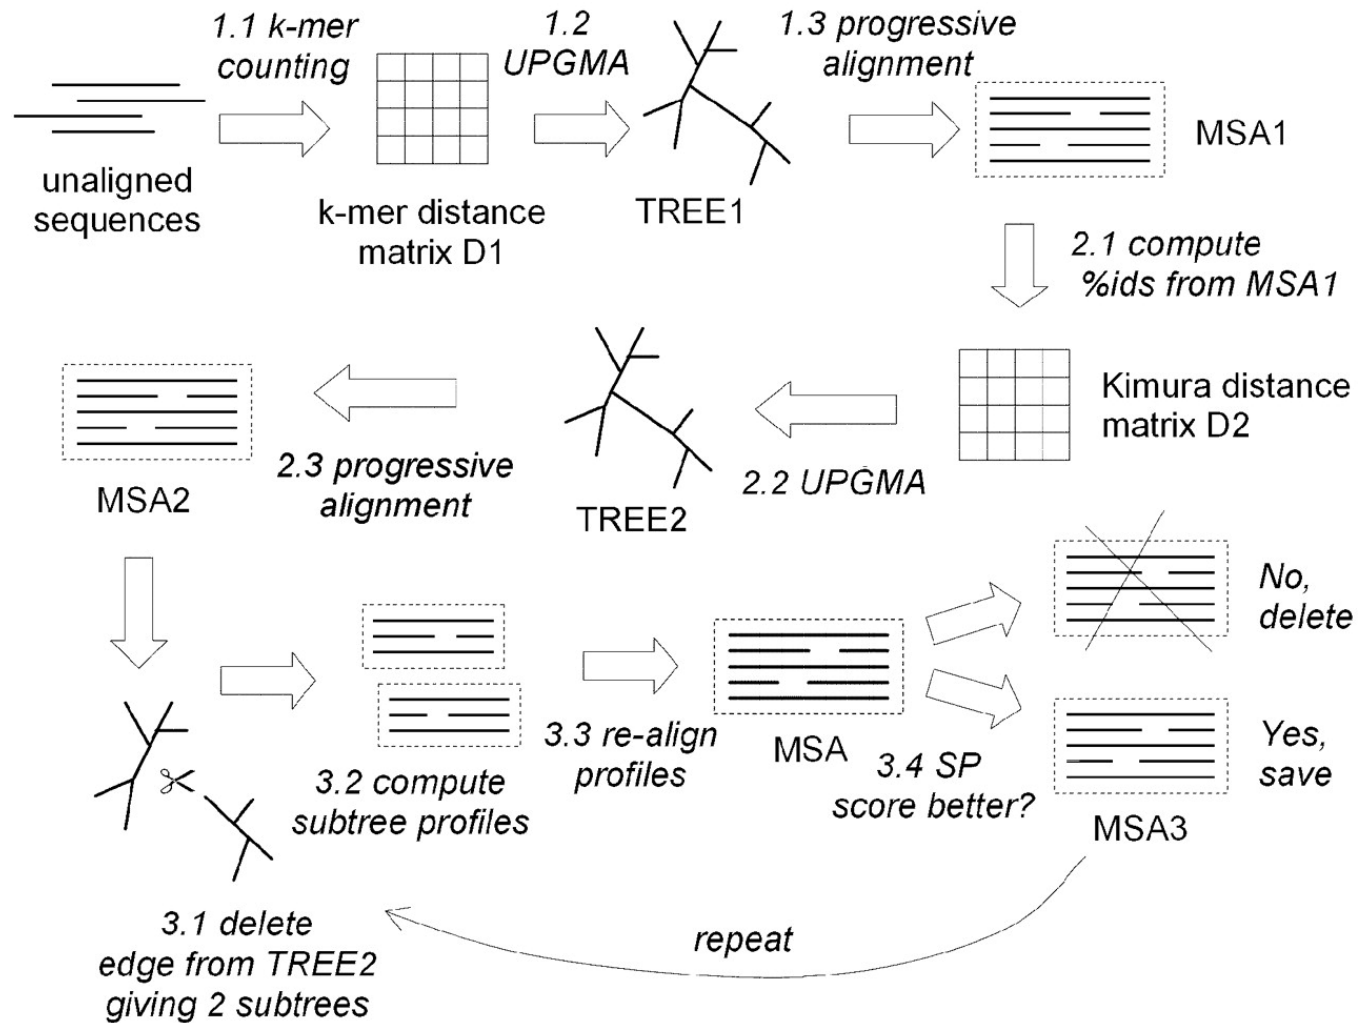 1.1 k-mer
counting
1.2
UPGMA
1.3 progressive
alignment
unaligned
sequences
k-mer distance
matrix D1
TREE1
MSA1
2.1 compute
%ids from MSA1
Kimura distance
matrix D2
2.2 UPGMA
TREE2
2.3 progressive
alignment
MSA2
3.1 delete
edge from TREE2
giving 2 subtrees
3.2 compute
subtree profiles
3.3 re-align
profiles
MSA
3.4 SP
score better?
No,
delete
Yes,
save
MSA3
repeat